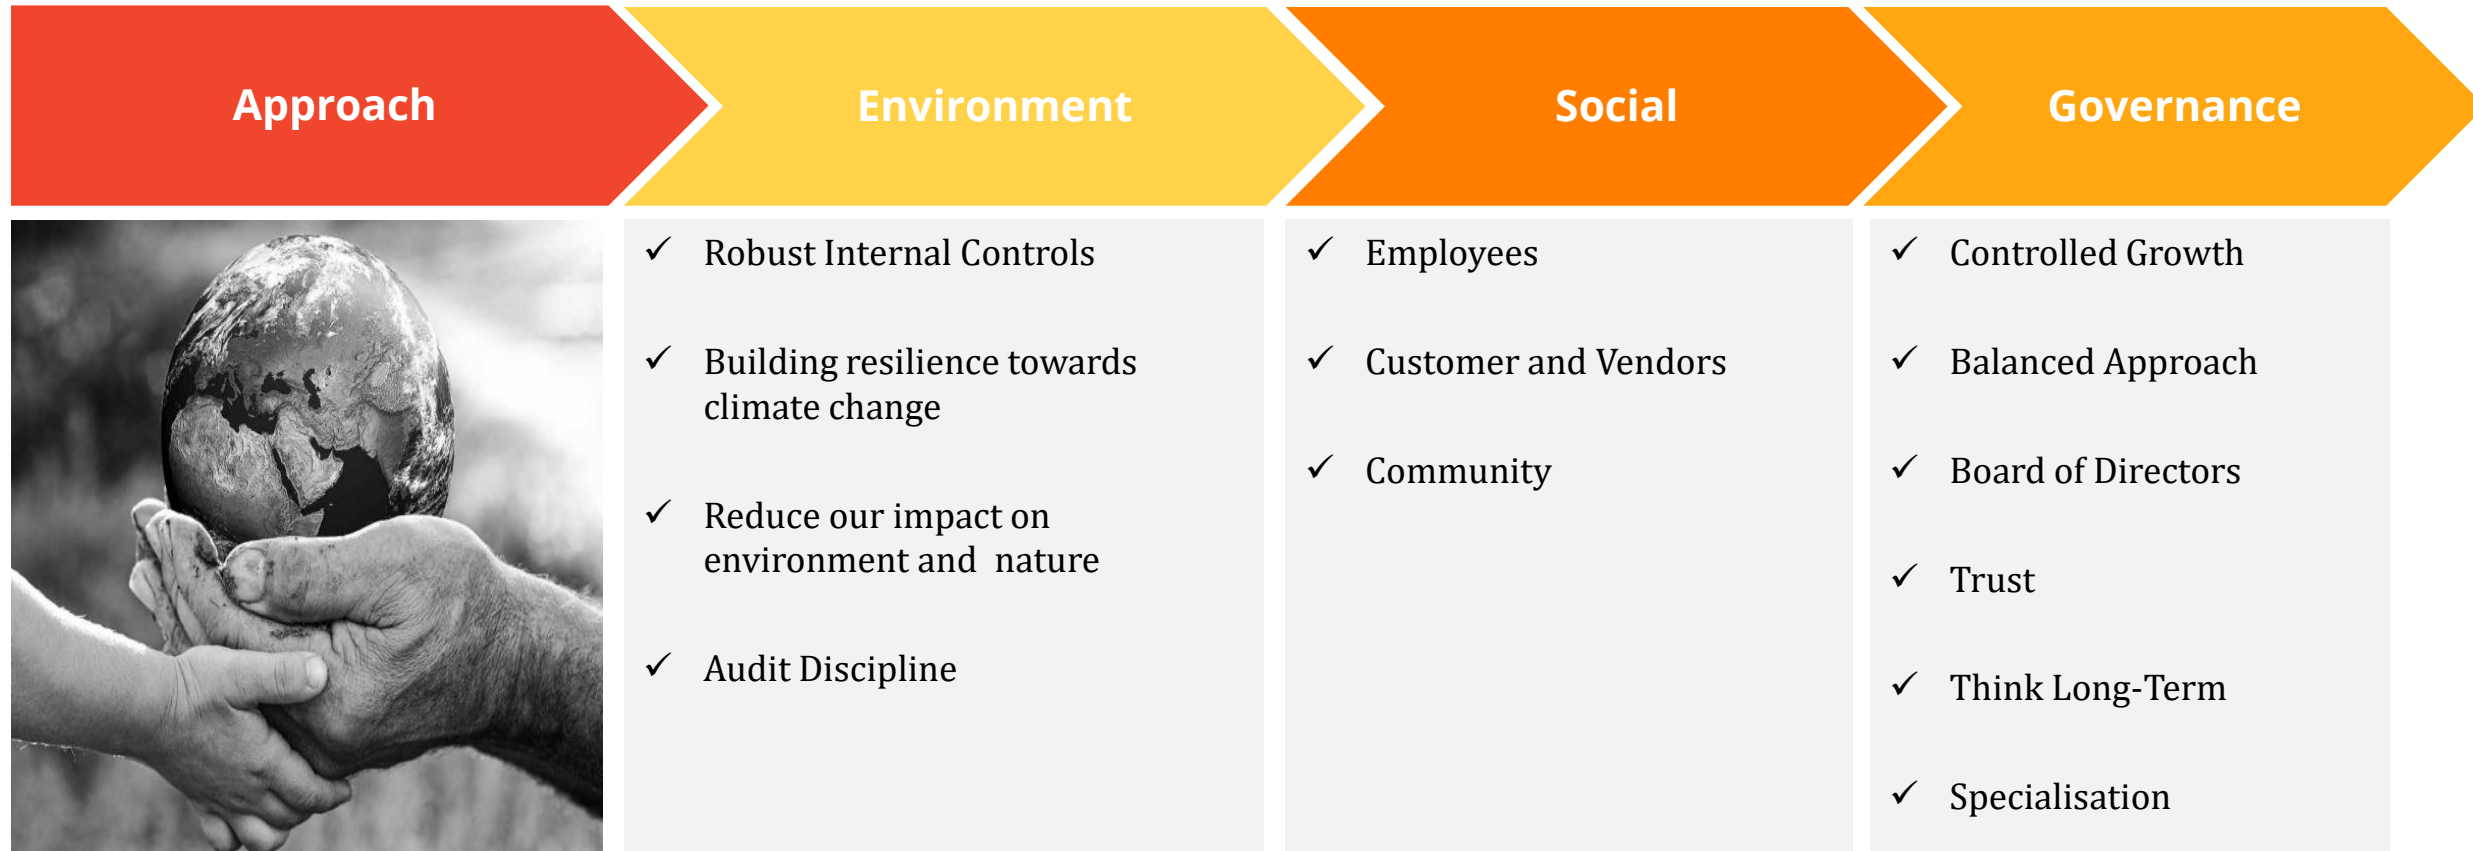 Approach
Environment
Social
Governance
✓ Robust Internal Controls
✓ Building resilience towards
climate change
✓ Reduce our impact on
environment and  nature
✓ Audit Discipline
✓ Employees
✓ Customer and Vendors
✓ Community
✓ Controlled Growth
✓ Balanced Approach
✓ Board of Directors
✓ Trust
✓ Think Long-Term
✓ Specialisation